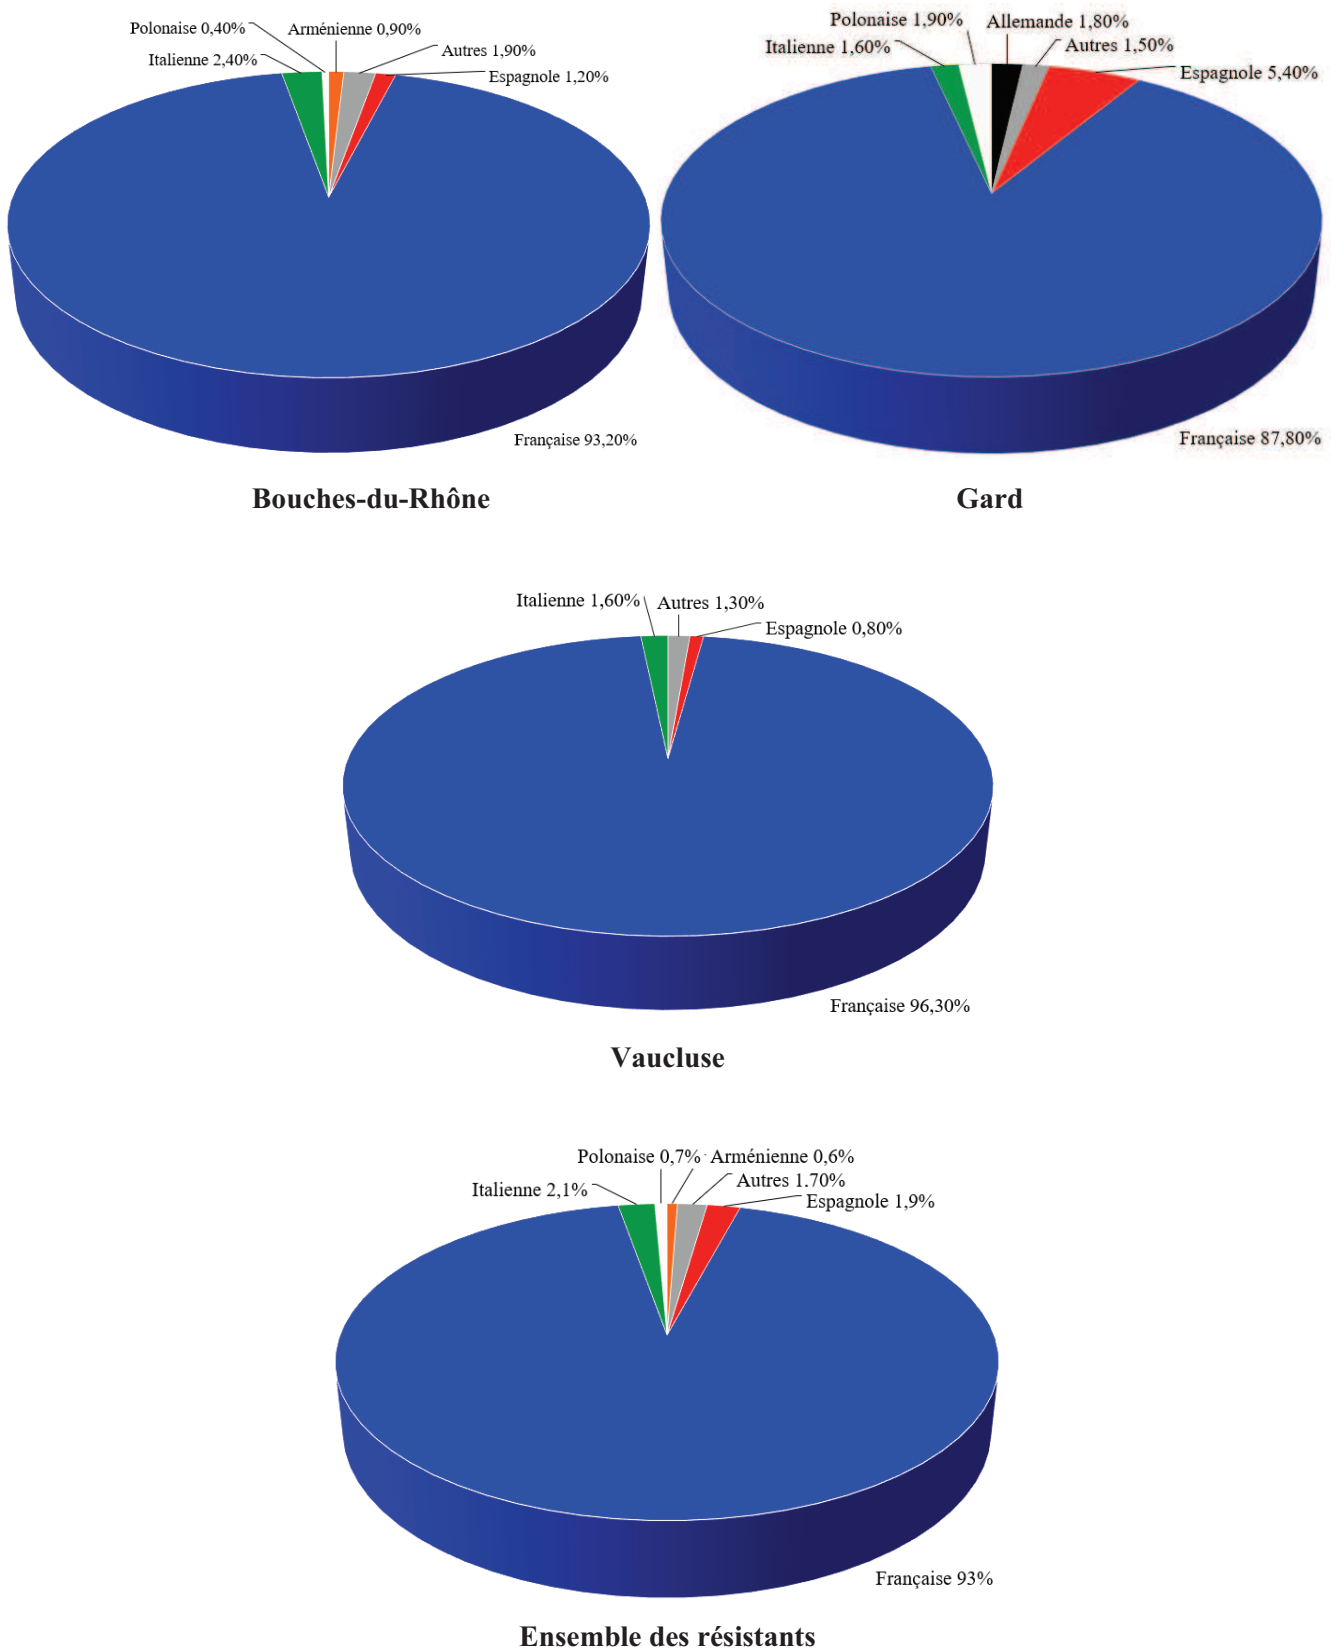 Polonaise 0,40%
Arménienne 0,90%
Autres 1,90%
Italienne 2,40%
Espagnole 1,20%
Française 93,20%
Bouches-du-Rhône
Polonaise 1,90%
Allemande 1,80%
Italienne 1,60%
Autres 1,50%
Espagnole 5,40%
Française 87,80%
Gard
Italienne 1,60%
Autres 1,30%
Espagnole 0,80%
Française 96,30%
Vaucluse
Polonaise 0,7%
Arménienne 0,6%
Autres 1.70%
Italienne 2,1%
Espagnole 1,9%
Française 93%
Ensemble des résistants